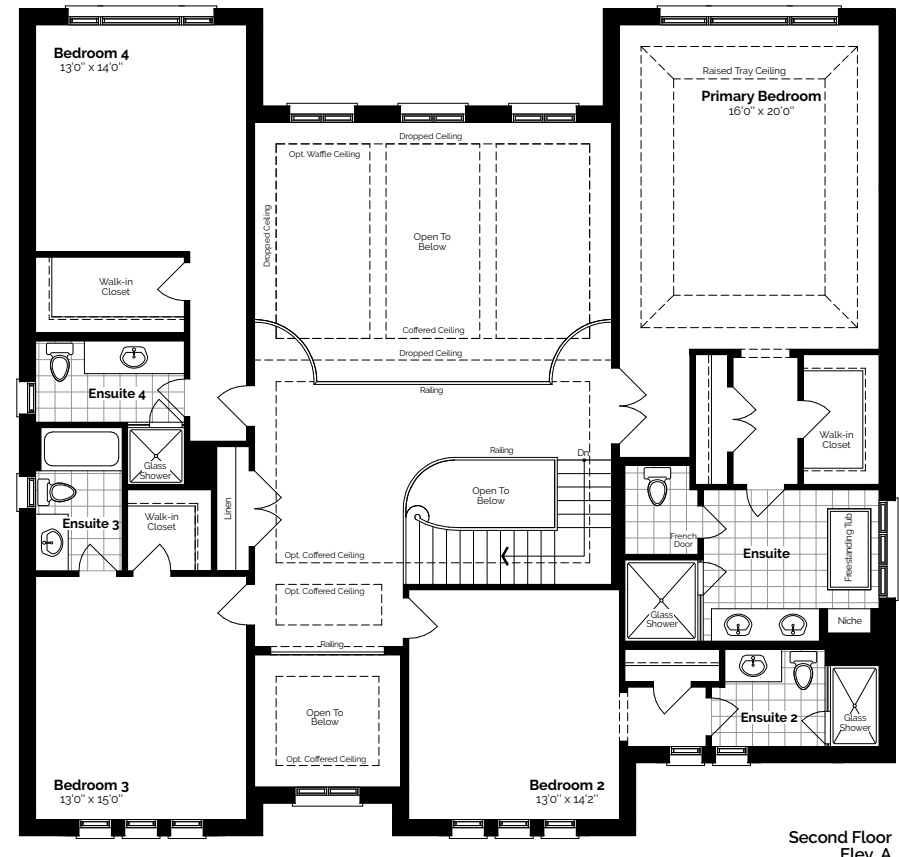 Bedroom 4
13'0" x 14'0"
Raised Tray Ceiling
Primary Bedroom
16'0" x 20'0"
Dropped Ceiling
Opt. Waffle Ceiling
Dropped Ceiling
Open To
Below
Coffered Ceiling
Dropped Ceiling
Railing
Walk-in
Closet
Ensuite 4
Glass
Shower
Walk-in
Closet
Ensuite 3
Walk-in
Closet
Linen
Railing
Dn
Open To
Below
Opt. Coffered Ceiling
Opt. Coffered Ceiling
Railing
French
Door
Ensuite
Freestanding Tub
Glass
Shower
Niche
Ensuite 2
Glass
Shower
Open To
Below
Opt. Coffered Ceiling
Bedroom 3
13'0" x 15'0"
Bedroom 2
13'0" x 14'2"
Second Floor
Elev. A